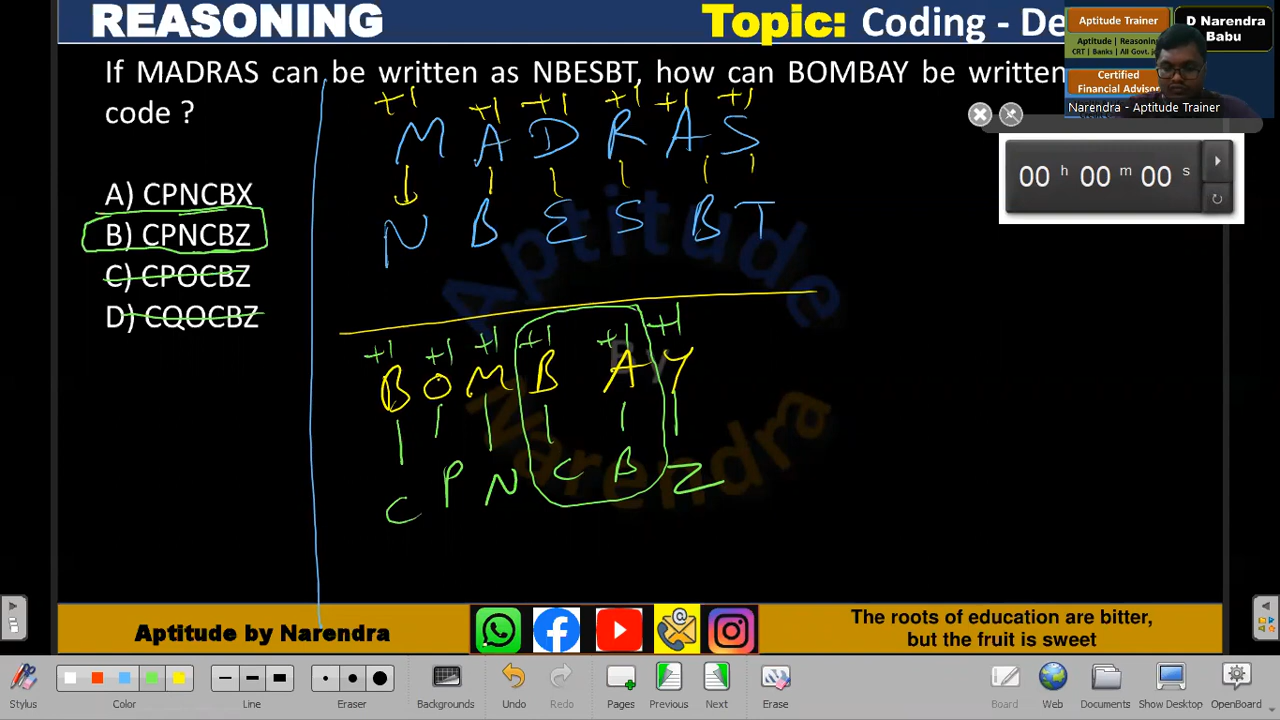 REASONING
Topic: Coding - De
Aptitude Trainer
Aptitude | Reasoning
CRT | Banks | All Govt. jo
Certified
Financial Advisor
D Narendra
Babu
Narendra - Aptitude Trainer
If MADRAS can be written as NBESBT, how can BOMBAY be written
code ?
00 h 00 m 00 s
A) CPNCBX
B) CPNCBZ
C) CPOCBZ
D) CQOCBZ
+1 +1 +1 +1 +1 +1
M A D R A S
N B E S B T
+1 +1 +1 +1 +1 +1
B O M B A Y
C P N C B Z
Aptitude
By
Narendra
Aptitude by Narendra
The roots of education are bitter,
but the fruit is sweet
Stylus
Color
Line
Eraser
Backgrounds
Undo
Redo
Pages
Previous
Next
Erase
Board
Web
Documents
Show Desktop
OpenBoard